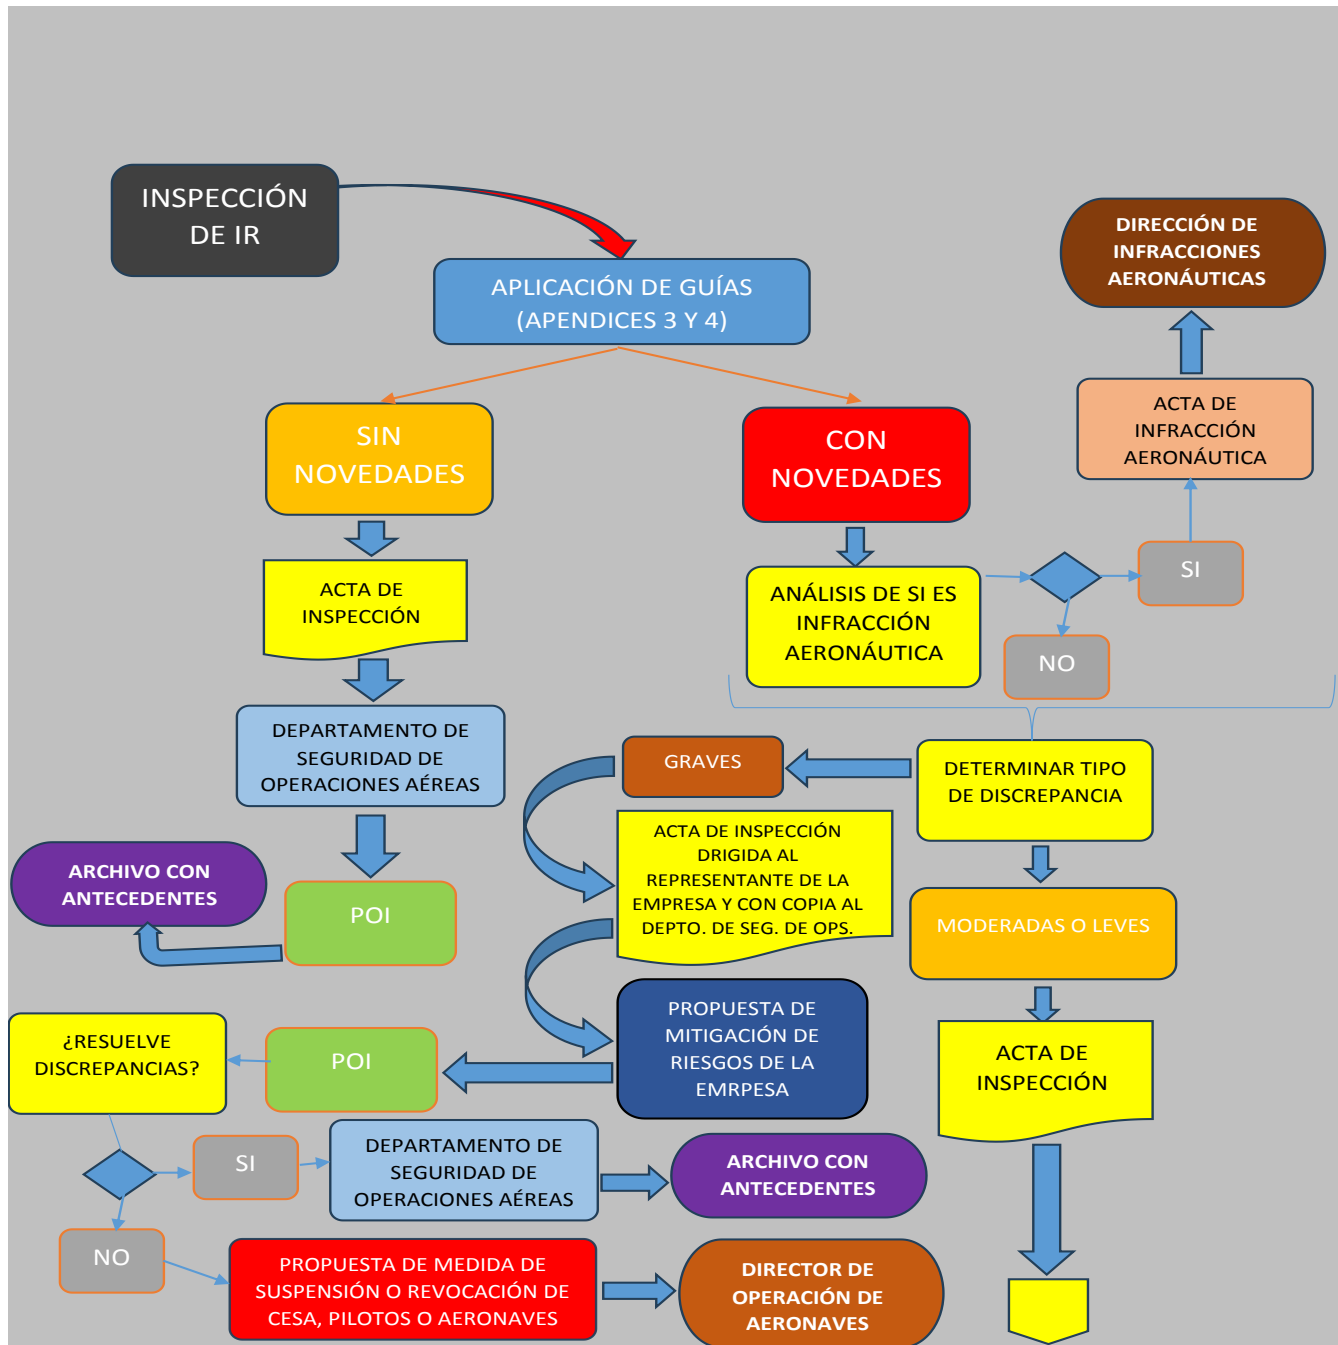 INSPECCIÓN
DE IR
DIRECCIÓN DE
INFRACCIONES
AERONÁUTICAS
APLICACIÓN DE GUÍAS
(APENDICES 3 Y 4)
ACTA DE
INFRACCIÓN
AERONÁUTICA
SIN
NOVEDADES
CON
NOVEDADES
SI
ACTA DE
INSPECCIÓN
ANÁLISIS DE SI ES
INFRACCIÓN
AERONÁUTICA
NO
DEPARTAMENTO DE
SEGURIDAD DE
OPERACIONES AÉREAS
GRAVES
DETERMINAR TIPO
DE DISCREPANCIA
ACTA DE INSPECCIÓN
DRIGIDA AL
REPRESENTANTE DE LA
EMPRESA Y CON COPIA AL
DEPTO. DE SEG. DE OPS.
ARCHIVO CON
ANTECEDENTES
POI
MODERADAS O LEVES
PROPUESTA DE
MITIGACIÓN DE
RIESGOS DE LA
EMRPESA
¿RESUELVE
DISCREPANCIAS?
POI
ACTA DE
INSPECCIÓN
SI
DEPARTAMENTO DE
SEGURIDAD DE
OPERACIONES AÉREAS
ARCHIVO CON
ANTECEDENTES
NO
PROPUESTA DE MEDIDA DE
SUSPENSIÓN O REVOCACIÓN DE
CESA, PILOTOS O AERONAVES
DIRECTOR DE
OPERACIÓN DE
AERONAVES